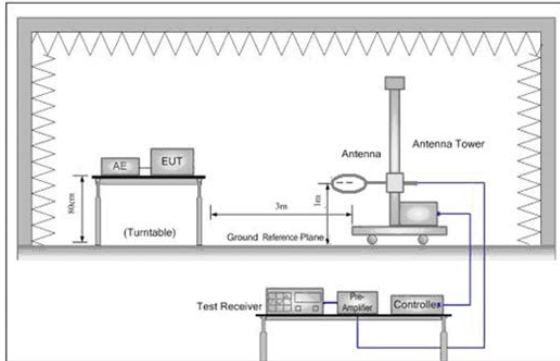 Antenna Tower
Antenna
AE
EUT
80cm
(Turntable)
3m
1m
Ground Reference Plane
Test Receiver
Pre-
Amplifier
Controller